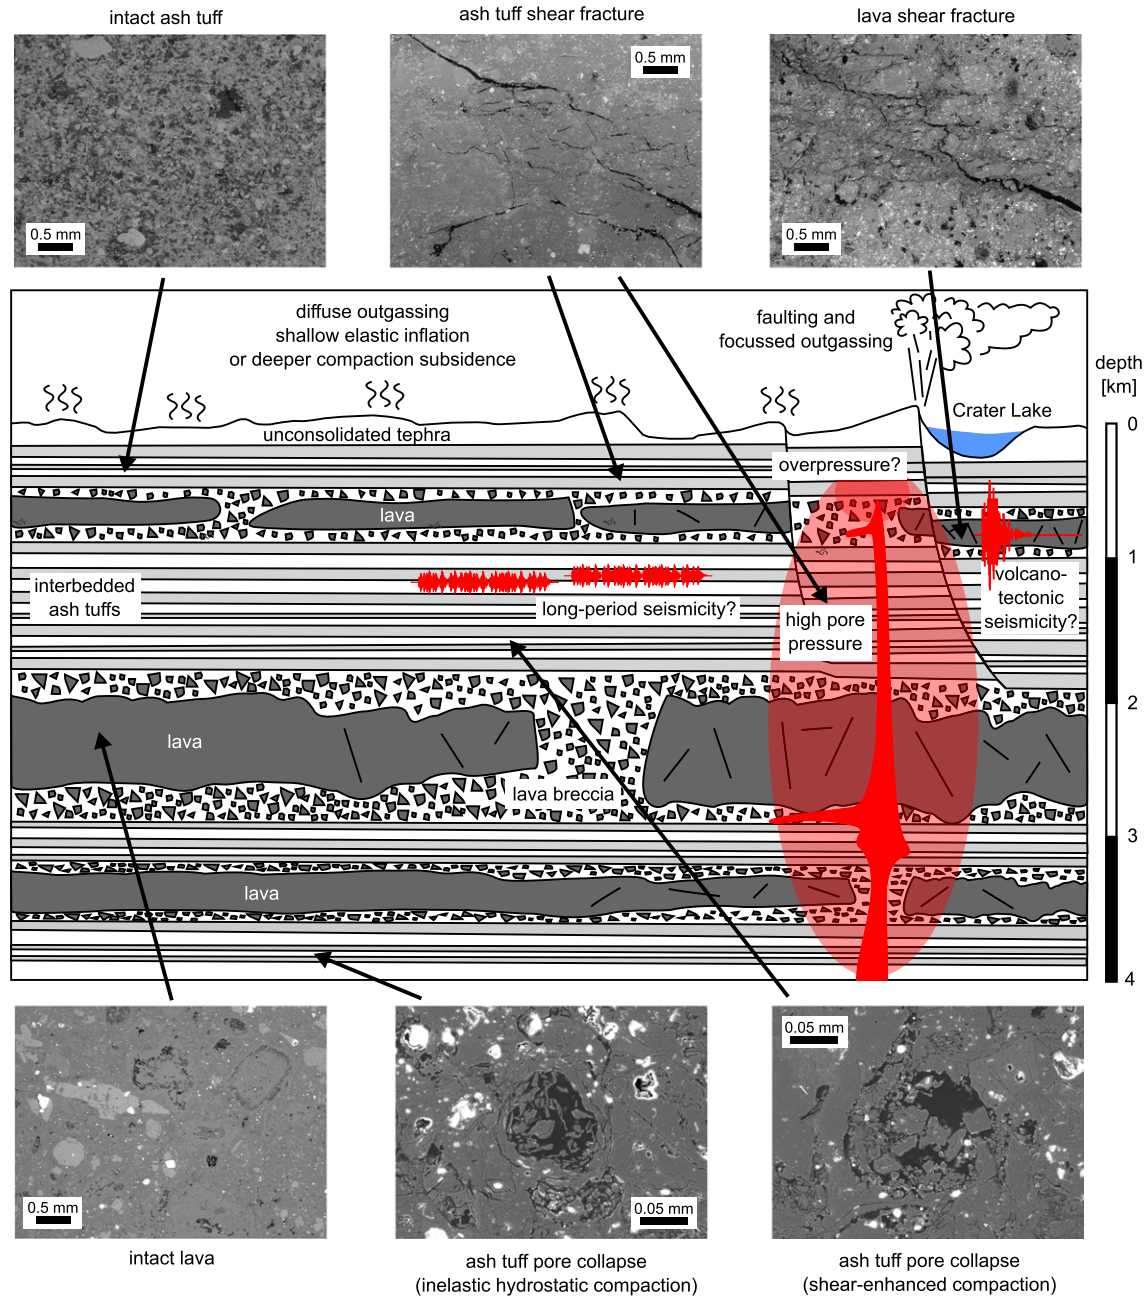 intact ash tuff
ash tuff shear fracture
lava shear fracture
0.5 mm
0.5 mm
0.5 mm
diffuse outgassing
shallow elastic inflation
or deeper compaction subsidence
faulting and
focussed outgassing
depth
[km]
Crater Lake
0
unconsolidated tephra
overpressure?
lava
1
interbedded
ash tuffs
long-period seismicity?
volcano-
tectonic
seismicity?
high pore
pressure
2
lava
lava breccia
3
lava
4
0.05 mm
0.5 mm
0.05 mm
intact lava
ash tuff pore collapse
(inelastic hydrostatic compaction)
ash tuff pore collapse
(shear-enhanced compaction)